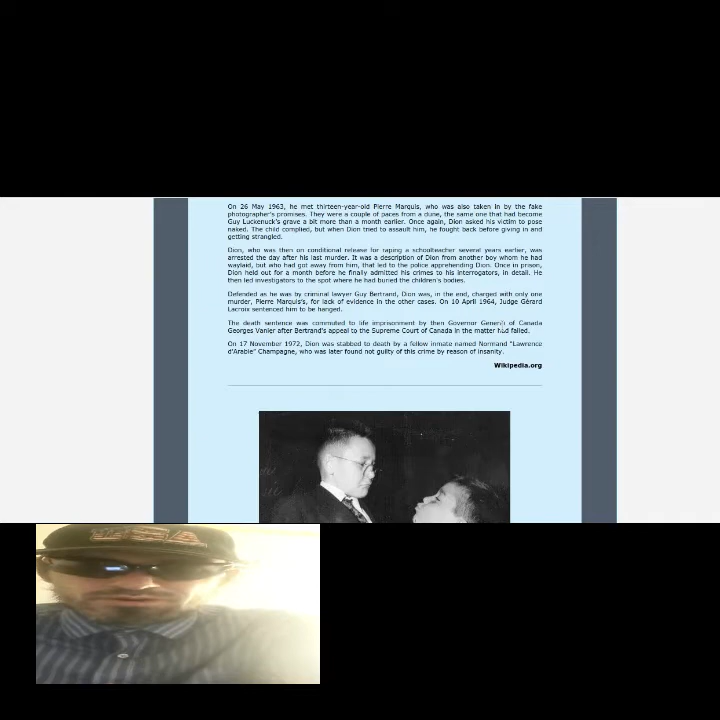 On 26 May 1963, he met thirteen-year-old Pierre Marquis, who was also taken in by the fake
photographer's promises. They were a couple of paces from a dune, the same one that had become
Guy Luckenuck's grave a bit more than a month earlier. Once again, Dion asked his victim to pose
naked. The child complied, but when Dion tried to assault him, he fought back before giving in and
getting strangled.
Dion, who was then on conditional release for raping a schoolteacher several years earlier, was
arrested the day after his last murder. It was a description of Dion from another boy whom he had
waylaid, but who had got away from him, that led to the police apprehending Dion. Once in prison,
Dion held out for a month before he finally admitted his crimes to his interrogators, in detail. He
then led investigators to the spot where he had buried the children's bodies.
Defended as he was by criminal lawyer Guy Bertrand, Dion was, in the end, charged with only one
murder, Pierre Marquis's, for lack of evidence in the other cases. On 10 April 1964, Judge Gérard
Lacroix sentenced him to be hanged.
The death sentence was commuted to life imprisonment by then Governor General of Canada
Georges Vanier after Bertrand's appeal to the Supreme Court of Canada in the matter had failed.
On 17 November 1972, Dion was stabbed to death by a fellow inmate named Normand "Lawrence
d'Arabie" Champagne, who was later found not guilty of this crime by reason of insanity.
Wikipedia.org